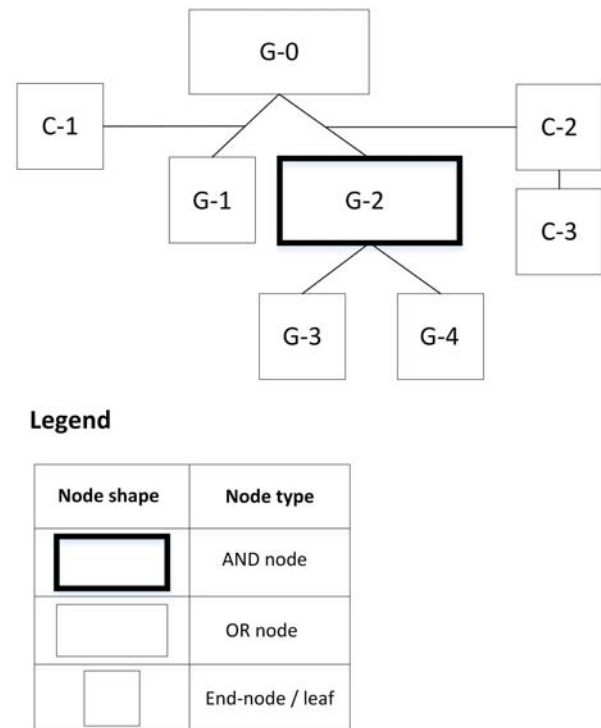 G-0
C-1
C-2
G-1
G-2
C-3
G-3
G-4
Legend
Node shape
Node type
AND node
OR node
End-node / leaf